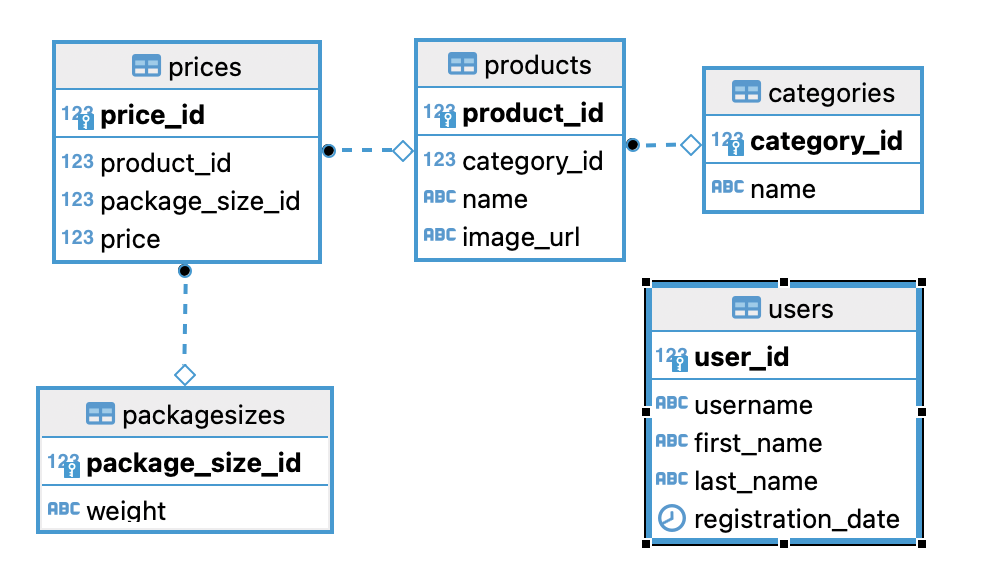 prices
123 price_id
123 product_id
123 package_size_id
123 price
products
123 product_id
123 category_id
ABC name
ABC image_url
categories
123 category_id
ABC name
packagesizes
123 package_size_id
ABC weight
users
123 user_id
ABC username
ABC first_name
ABC last_name
registration_date